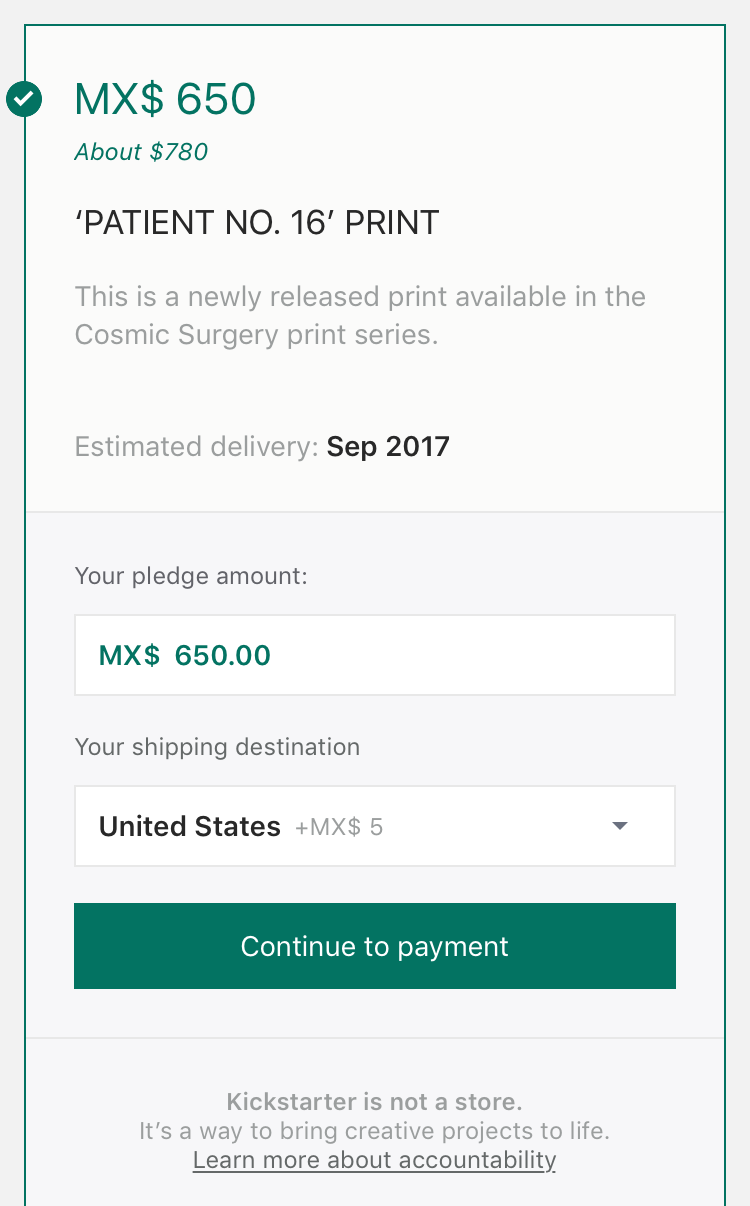 MX$ 650
About $780
‘PATIENT NO. 16’ PRINT
This is a newly released print available in the
Cosmic Surgery print series.
Estimated delivery: Sep 2017
Your pledge amount:
MX$ 650.00
Your shipping destination
United States +MX$ 5
Continue to payment
Kickstarter is not a store.
It’s a way to bring creative projects to life.
Learn more about accountability